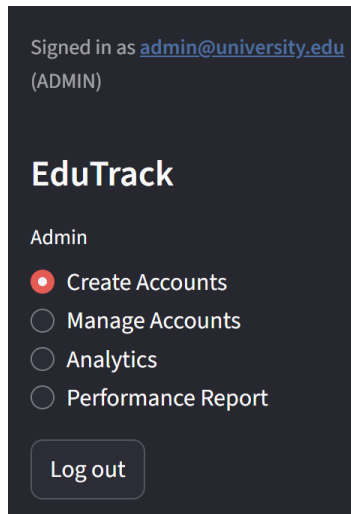 Signed in as admin@university.edu
(ADMIN)
EduTrack
Admin
Create Accounts
Manage Accounts
Analytics
Performance Report
Log out